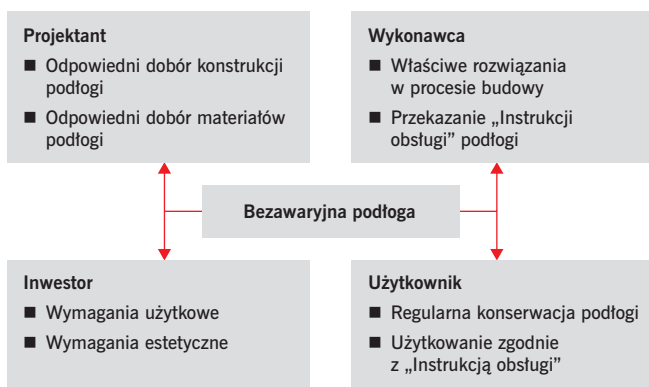 Projektant
■ Odpowiedni dobór konstrukcji
podłogi
■ Odpowiedni dobór materiałów
podłogi
Wykonawca
■ Właściwe rozwiązania
w procesie budowy
■ Przekazanie „Instrukcji
obsługi” podłogi
Bezawaryjna podłoga
Inwestor
■ Wymagania użytkowe
■ Wymagania estetyczne
Użytkownik
■ Regularna konserwacja podłogi
■ Użytkowanie zgodnie
z „Instrukcją obsługi”